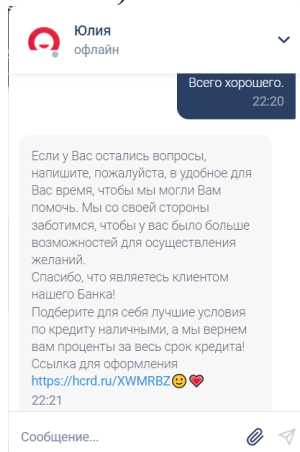 Юлия
офлайн
Всего хорошего.
22:20
Если у Вас остались вопросы,
напишите, пожалуйста, в удобное для
Вас время, чтобы мы могли Вам
помочь. Мы со своей стороны
заботимся, чтобы у вас было больше
возможностей для осуществления
желаний.
Спасибо, что являетесь клиентом
нашего Банка!
Подберите для себя лучшие условия
по кредиту наличными, а мы вернем
вам проценты за весь срок кредита!
Ссылка для оформления
https://hcrd.ru/XWMRBZ
22:21
Сообщение...